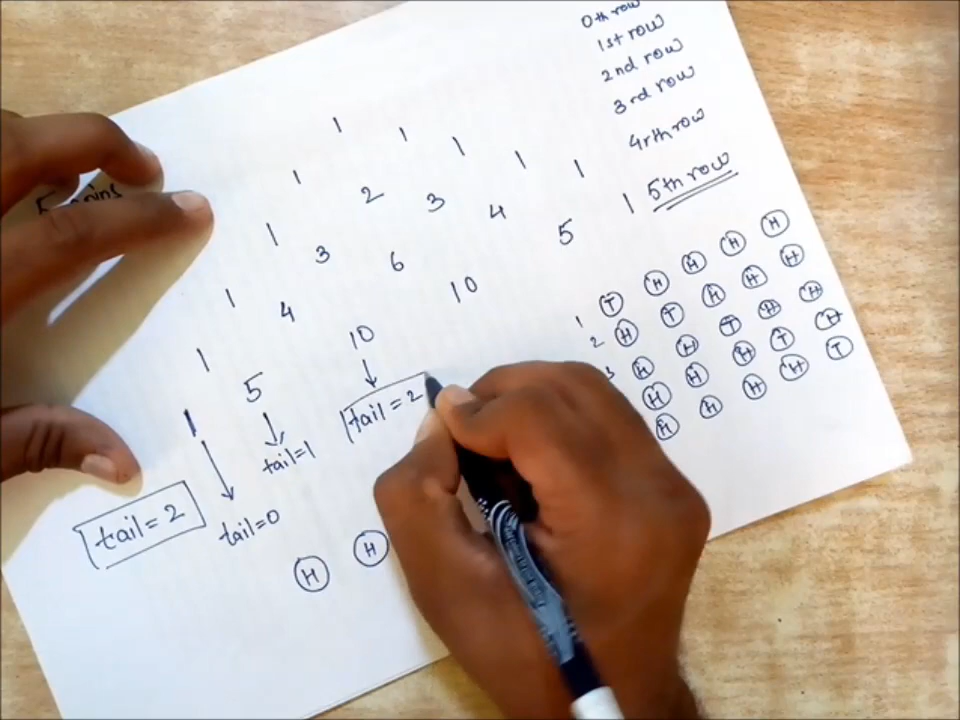 0th row
1st row
2nd row
3rd row
4rth row
5th row
1
1 1
1 2 1
1 3 3 1
1 4 6 4 1
1 5 10 10 5 1
tail=0
tail=1
tail=2
tail=2
1 T H H H H
2 H T H H H
3 H H T H H
H H H T H
H H H H T
H H